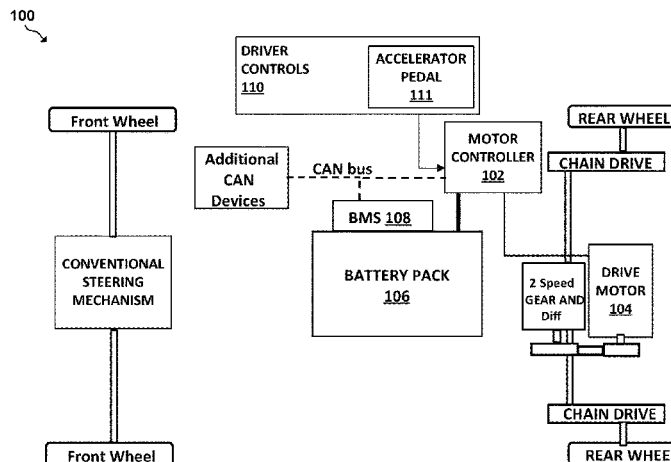 100
DRIVER
CONTROLS
110
ACCELERATOR
PEDAL
111
Front Wheel
REAR WHEEL
MOTOR
CONTROLLER
102
CHAIN DRIVE
Additional
CAN
Devices
CAN bus
BMS 108
CONVENTIONAL
STEERING
MECHANISM
BATTERY PACK
106
2 Speed
GEAR AND
Diff
DRIVE
MOTOR
104
CHAIN DRIVE
Front Wheel
REAR WHEEL